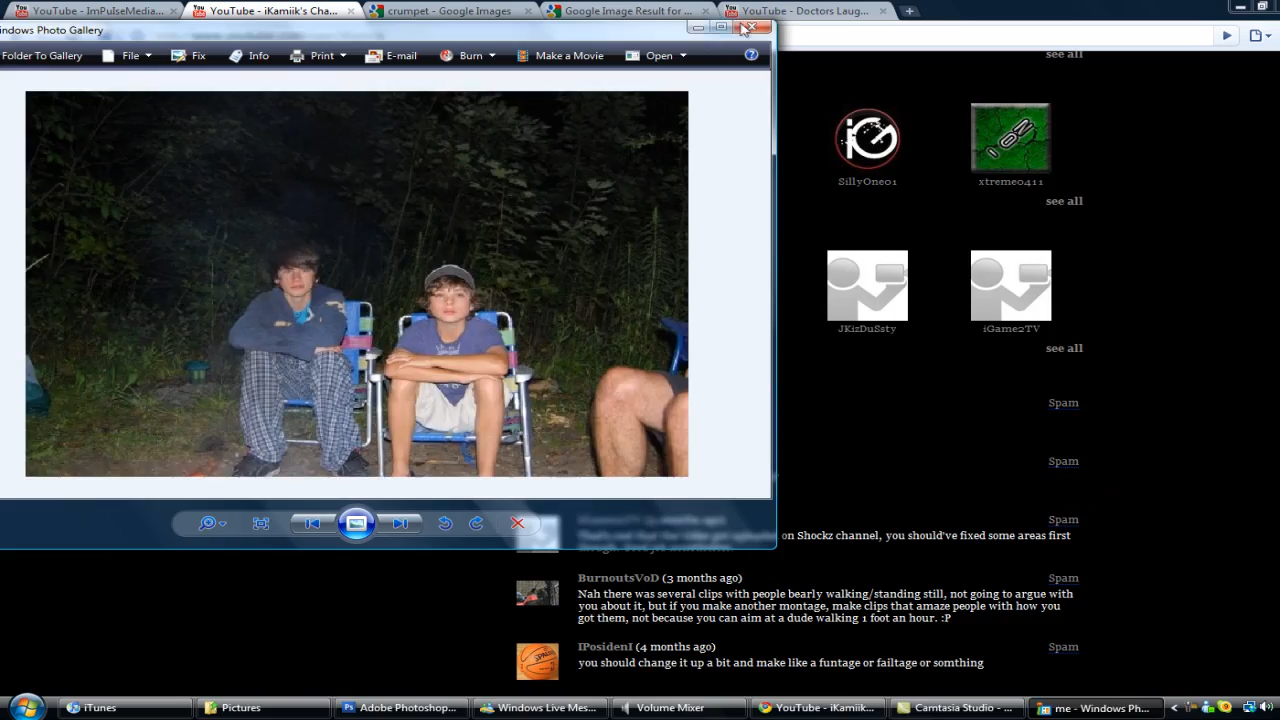 YouTube - ImPulseMedia...
YouTube - iKamiik's Cha...
crumpet - Google Images
Google Image Result for ...
YouTube - Doctors Laug...
indows Photo Gallery
Folder To Gallery
File
Fix
Info
Print
E-mail
Burn
Make a Movie
Open
see all
iG
SillyOne01
xtreme0411
see all
JKizDuSsty
iGame2TV
see all
Spam
Spam
Spam
on Shockz channel, you should've fixed some areas first
BurnoutsVoD (3 months ago)
Spam
Nah there was several clips with people bearly walking/standing still, not going to argue with
you about it, but if you make another montage, make clips that amaze people with how you
got them, not because you can aim at a dude walking 1 foot an hour. :P
IPosidenI (4 months ago)
Spam
you should change it up a bit and make like a funtage or failtage or somthing
iTunes
Pictures
Adobe Photoshop...
Windows Live Mes...
Volume Mixer
YouTube - iKamiik...
Camtasia Studio - ...
me - Windows Ph...